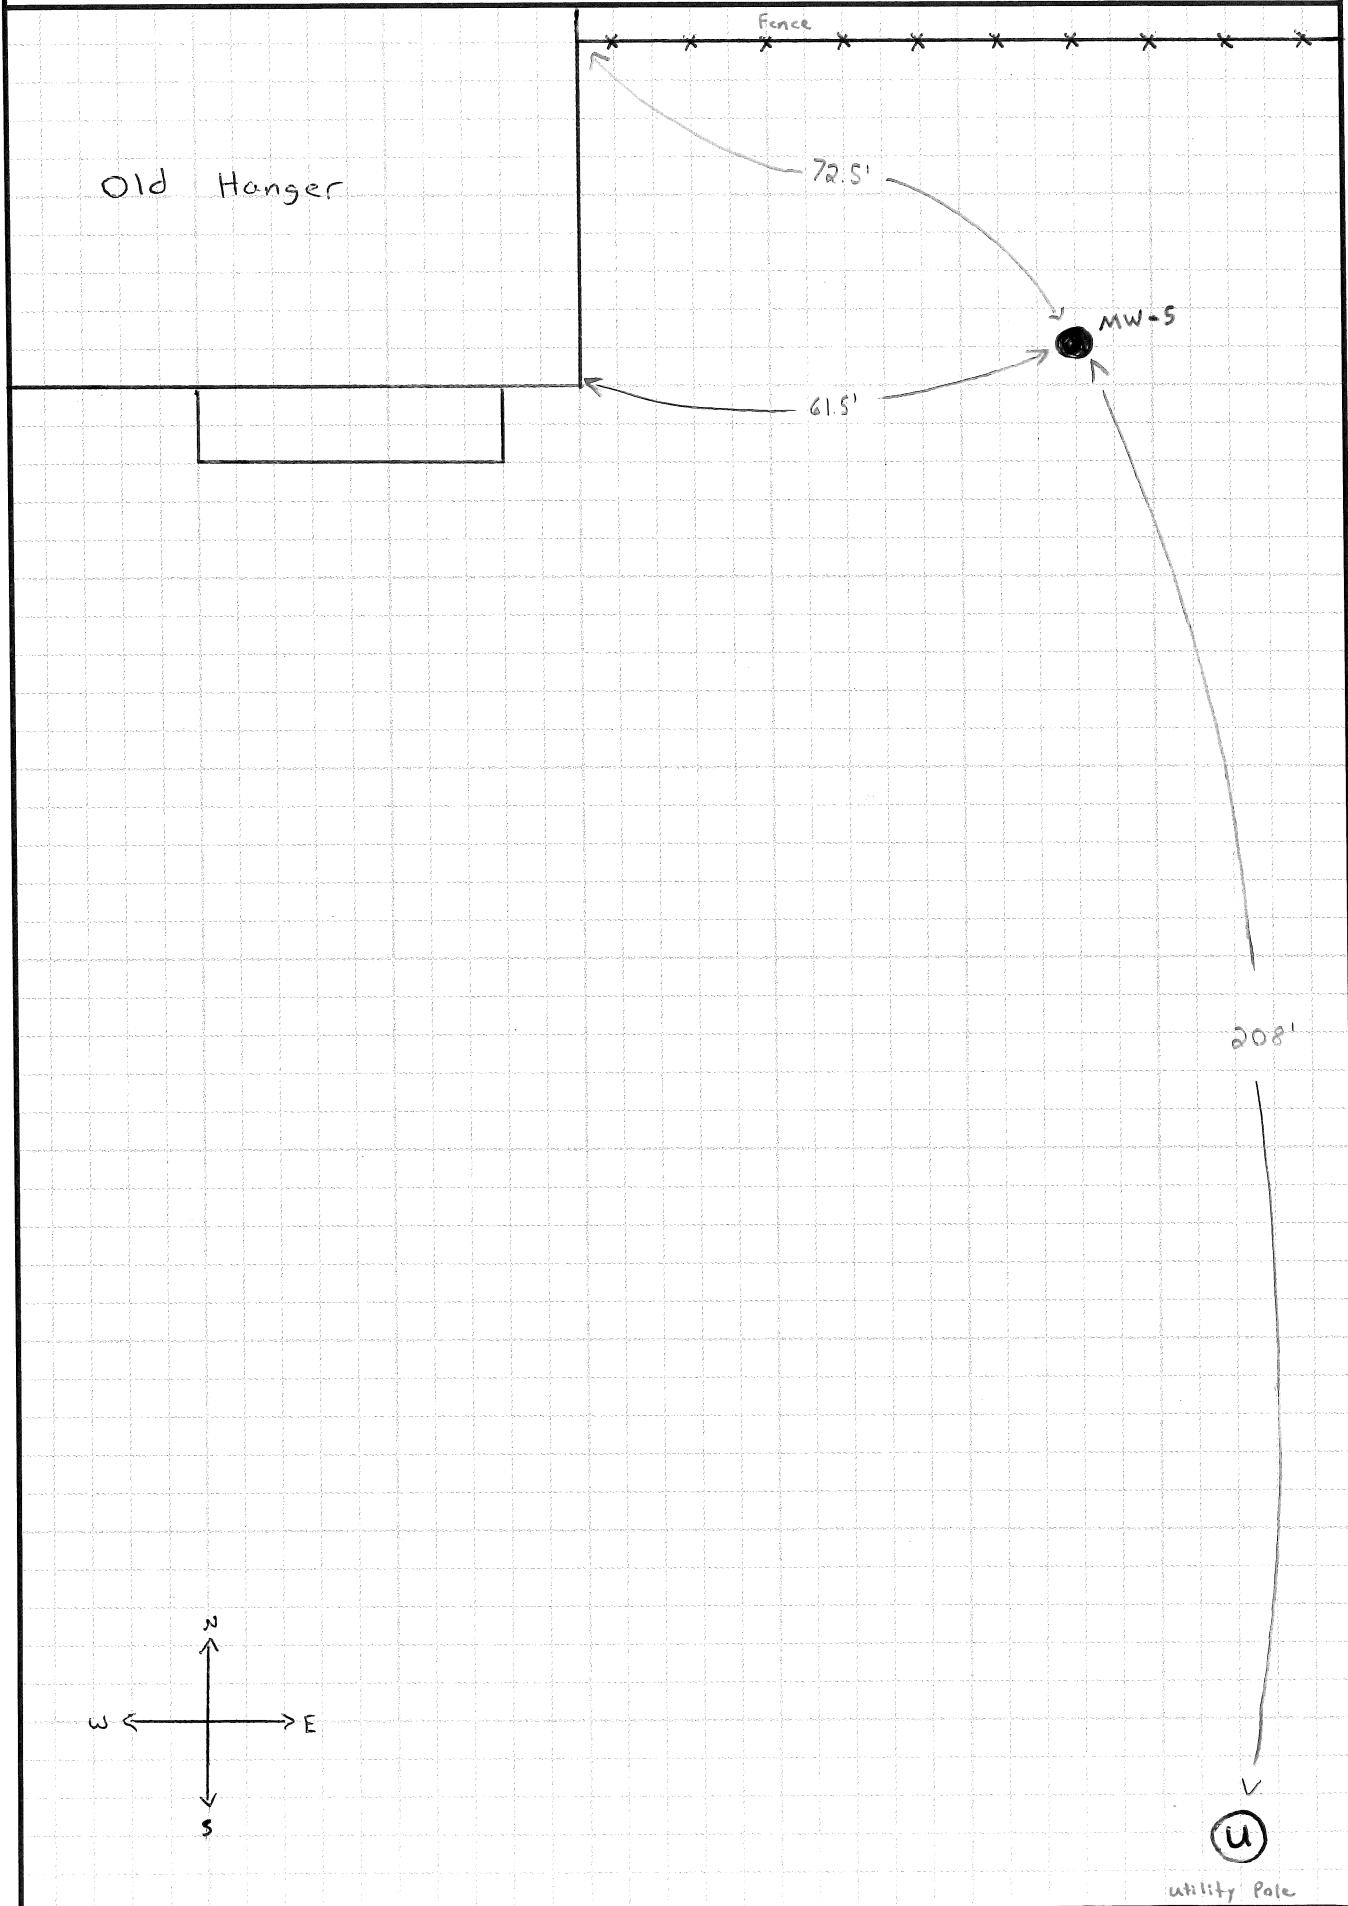 Fence
Old Hanger
72.5'
MW-5
61.5'
208'
N
W E
S
U
utility Pole